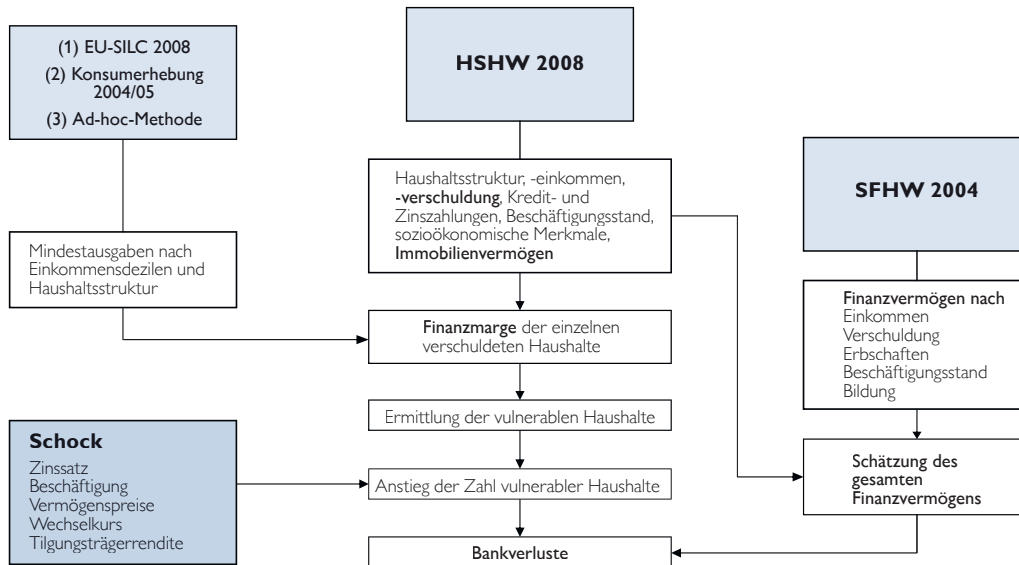 (1) EU-SILC 2008
(2) Konsumerhebung
2004/05
(3) Ad-hoc-Methode
Mindestausgaben nach
Einkommensdezilen und
Haushaltsstruktur
Schock
Zinssatz
Beschäftigung
Vermögenspreise
Wechselkurs
Tilgungsträgerrendite
HSHW 2008
Haushaltsstruktur, -einkommen,
-verschuldung, Kredit- und
Zinszahlungen, Beschäftigungsstand,
sozioökonomische Merkmale,
Immobilienvermögen
Finanzmarge der einzelnen
verschuldeten Haushalte
Ermittlung der vulnerablen Haushalte
Anstieg der Zahl vulnerabler Haushalte
Bankverluste
SFHW 2004
Finanzvermögen nach
Einkommen
Verschuldung
Erbschaften
Beschäftigungsstand
Bildung
Schätzung des
gesamten
Finanzvermögens